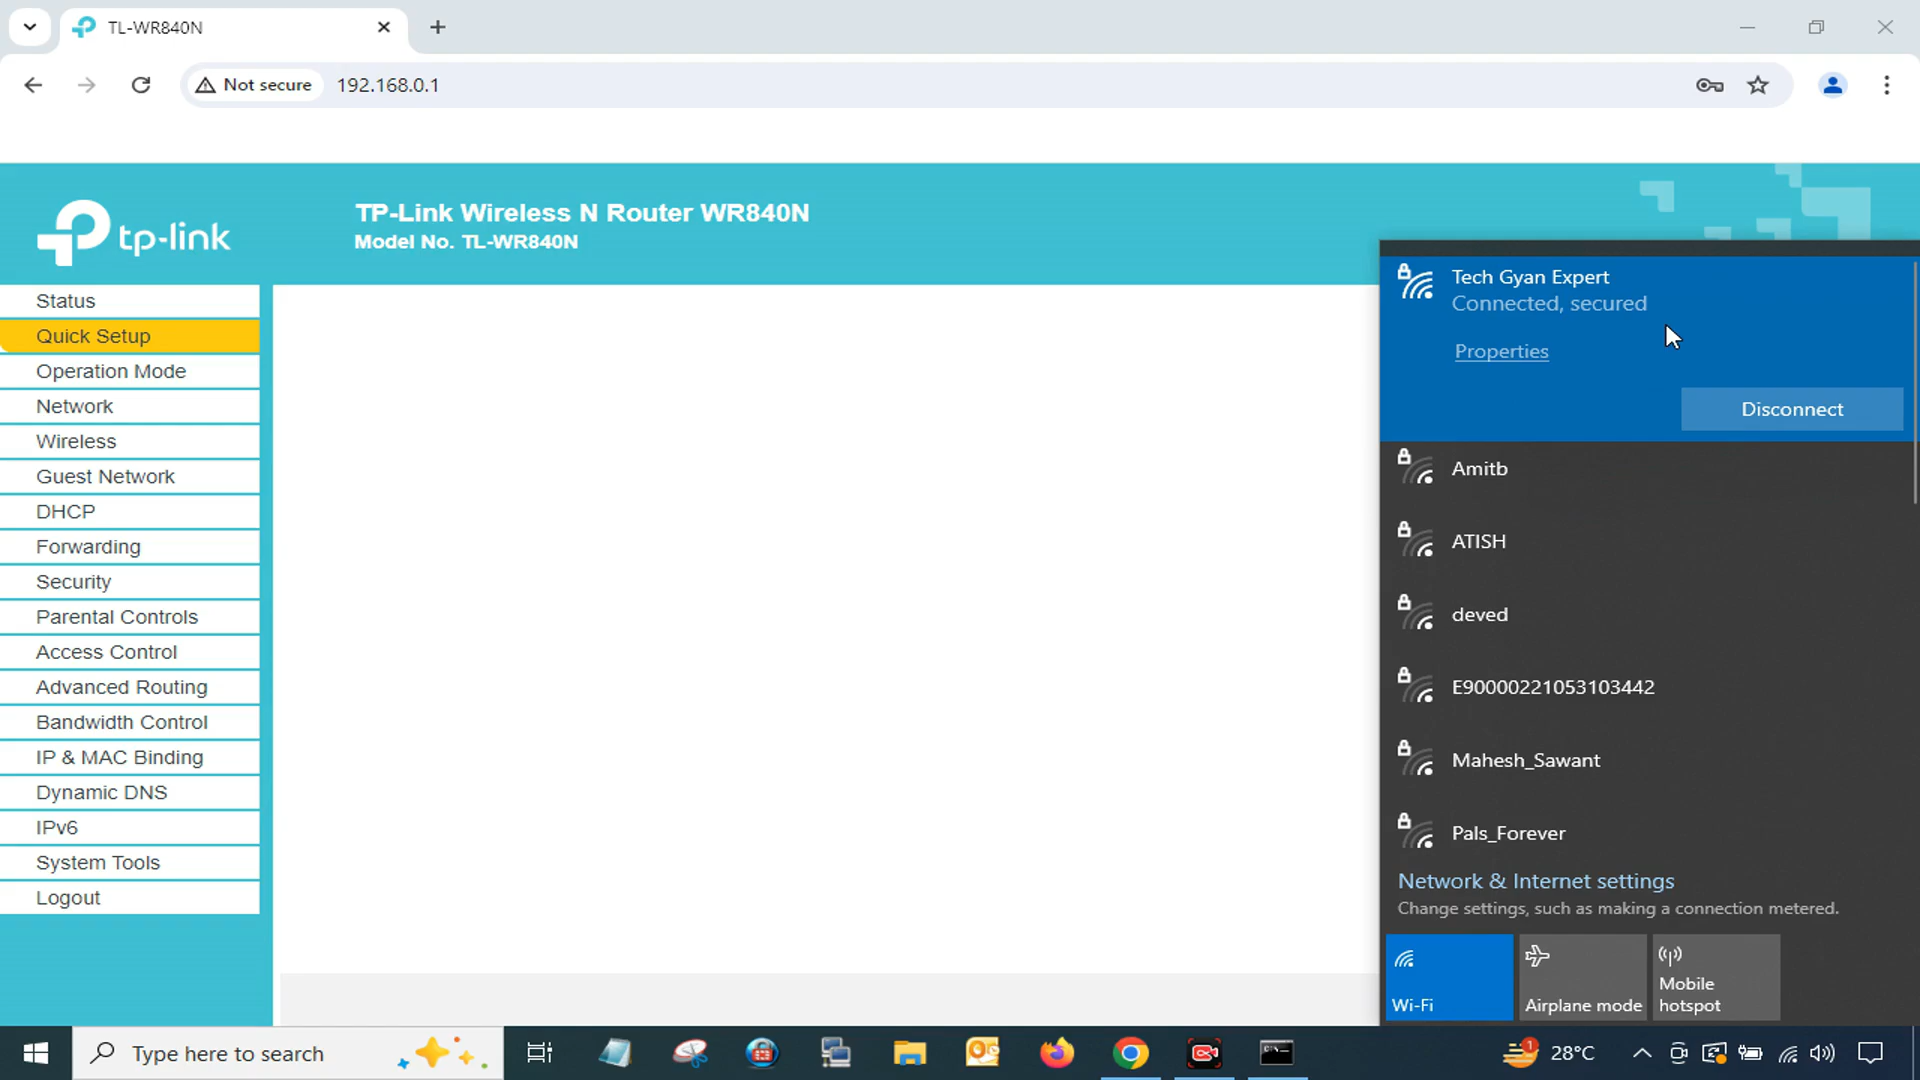 TL-WR840N
Not secure
192.168.0.1
tp-link
TP-Link Wireless N Router WR840N
Model No. TL-WR840N
Status
Quick Setup
Operation Mode
Network
Wireless
Guest Network
DHCP
Forwarding
Security
Parental Controls
Access Control
Advanced Routing
Bandwidth Control
IP & MAC Binding
Dynamic DNS
IPv6
System Tools
Logout
Tech Gyan Expert
Connected, secured
Properties
Disconnect
Amitb
ATISH
deved
E90000221053103442
Mahesh_Sawant
Pals_Forever
Network & Internet settings
Change settings, such as making a connection metered.
Wi-Fi
Airplane mode
Mobile
hotspot
Type here to search
1
28°C